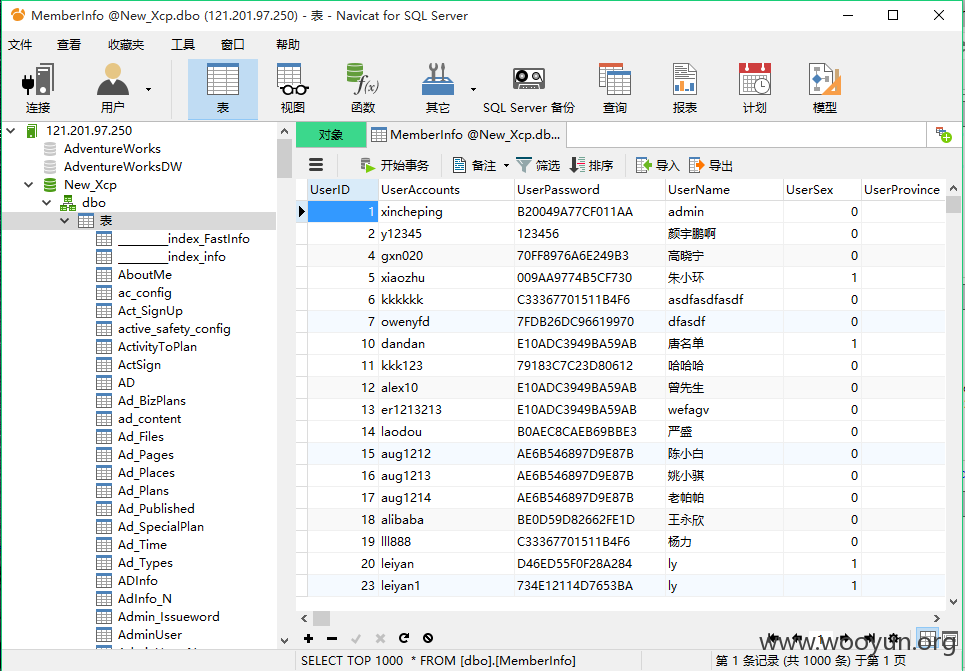 MemberInfo @New_Xcp.dbo (121.201.97.250) - 表 - Navicat for SQL Server
文件 查看 收藏夹 工具 窗口 帮助
连接 用户 表 视图 函数 其它 SQL Server 备份 查询 报表 计划 模型
f(x)
121.201.97.250
AdventureWorks
AdventureWorksDW
New_Xcp
dbo
表
________index_FastInfo
________index_info
AboutMe
ac_config
Act_SignUp
active_safety_config
ActivityToPlan
ActSign
AD
Ad_BizPlans
ad_content
Ad_Files
Ad_Pages
Ad_Places
Ad_Plans
Ad_Published
Ad_SpecialPlan
Ad_Time
Ad_Types
ADInfo
AdInfo_N
Admin_Issueword
AdminUser
对象 MemberInfo @New_Xcp.db...
开始事务 备注 筛选 排序 导入 导出
UserID UserAccounts UserPassword UserName UserSex UserProvince
1 xincheping B20049A77CF011AA admin 0
2 y12345 123456 颜宇鹏啊 0
4 gxn020 70FF8976A6E249B3 高晓宁 0
5 xiaozhu 009AA9774B5CF730 朱小环 1
6 kkkkkk C33367701511B4F6 asdfasdfasdf 0
7 owenyfd 7FDB26DC96619970 dfasdf 0
10 dandan E10ADC3949BA59AB 唐名单 1
11 kkk123 79183C7C23D80612 哈哈哈 0
12 alex10 E10ADC3949BA59AB 曾先生 0
13 er1213213 E10ADC3949BA59AB wefagv 0
14 laodou B0AEC8CAEB69BBE3 严盛 0
15 aug1212 AE6B546897D9E87B 陈小白 0
16 aug1213 AE6B546897D9E87B 姚小骐 0
17 aug1214 AE6B546897D9E87B 老帕帕 0
18 alibaba BE0D59D82662FE1D 王永欣 0
19 lll888 C33367701511B4F6 杨力 0
20 leiyan D46ED55F0F28A284 ly 1
23 leiyan1 734E12114D7653BA ly 1
1
www.wooyun.org
SELECT TOP 1000 * FROM [dbo].[MemberInfo] 第 1 条记录 (共 1000 条) 于第 1 页